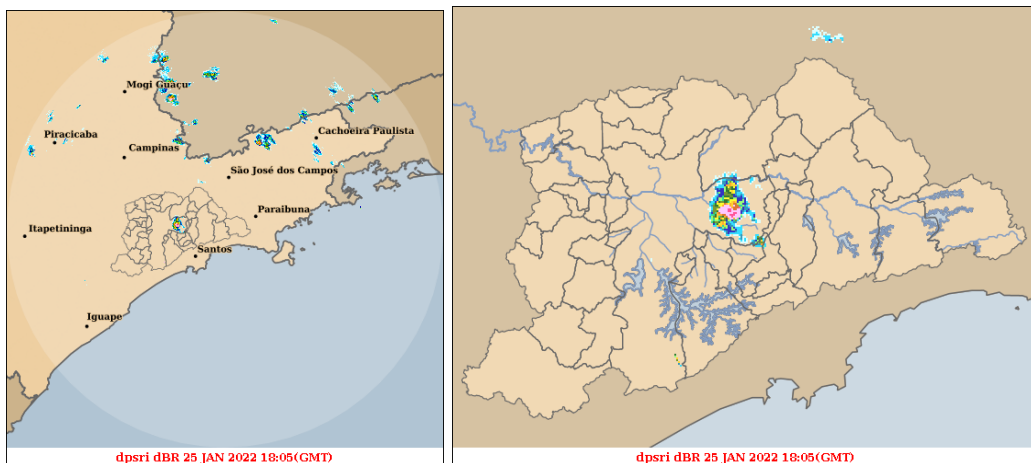 Mogi Guaçu
Piracicaba
Cachoeira Paulista
Campinas
São José dos Campos
Paraibuna
Itapetininga
Santos
Iguape
dpsri dBR 25 JAN 2022 18:05(GMT)
dpsri dBR 25 JAN 2022 18:05(GMT)